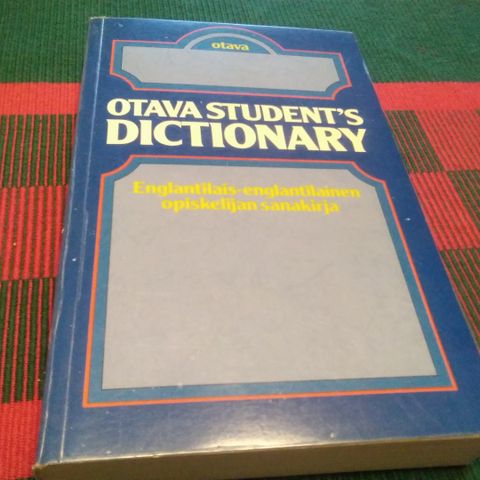 otava
OTAVA STUDENT'S
DICTIONARY
Englantilais-englantilainen
opiskelijan sanakirja